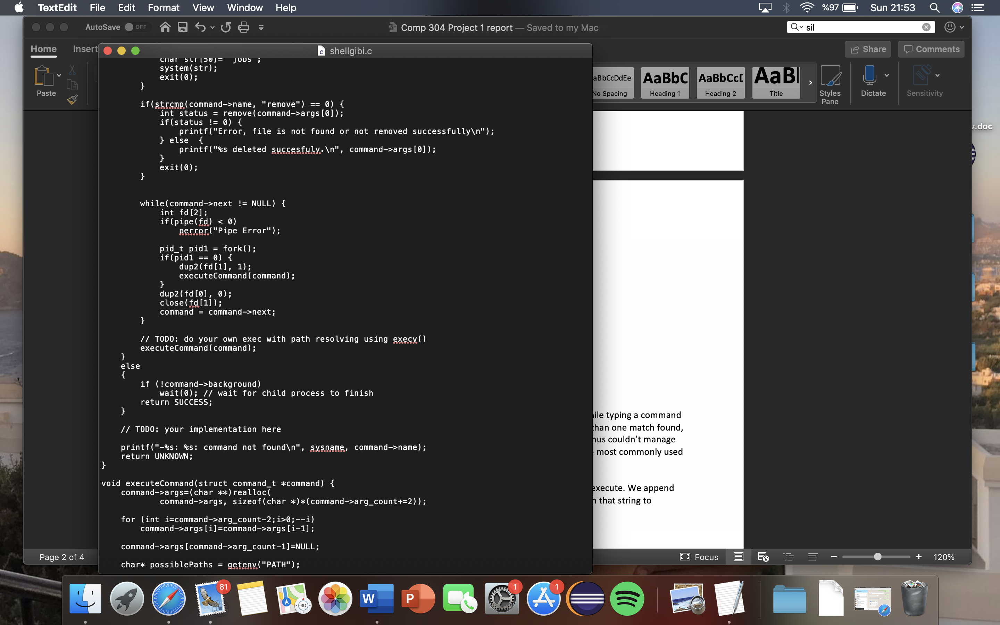 TextEdit File Edit Format View Window Help %97 Sun 21:53
AutoSave OFF Comp 304 Project 1 report — Saved to my Mac sil
Home Insert Share Comments
shellgibi.c
Paste
aBbCcDdEe AaBbC AaBbCcD AaB
No Spacing Heading 1 Heading 2 Title
Styles Pane
Dictate
Sensitivity
v.doc
char str[50]= "jobs";
system(str);
exit(0);
}
if(strcmp(command->name, "remove") == 0) {
int status = remove(command->args[0]);
if(status != 0) {
printf("Error, file is not found or not removed successfully\n");
} else  {
printf("%s deleted succesfuly.\n", command->args[0]);
}
exit(0);
}
while(command->next != NULL) {
int fd[2];
if(pipe(fd) < 0)
perror("Pipe Error");
pid_t pid1 = fork();
if(pid1 == 0) {
dup2(fd[1], 1);
executeCommand(command);
}
dup2(fd[0], 0);
close(fd[1]);
command = command->next;
}
// TODO: do your own exec with path resolving using execv()
executeCommand(command);
}
else
{
if (!command->background)
wait(0); // wait for child process to finish
return SUCCESS;
}
// TODO: your implementation here
printf("-%s: %s: command not found\n", sysname, command->name);
return UNKNOWN;
}
void executeCommand(struct command_t *command) {
command->args=(char **)realloc(
command->args, sizeof(char *)*(command->arg_count+=2));
for (int i=command->arg_count-2;i>0;--i)
command->args[i]=command->args[i-1];
command->args[command->arg_count-1]=NULL;
char* possiblePaths = getenv("PATH");
ile typing a command
than one match found,
hus couldn't manage
e most commonly used
execute. We append
h that string to
Page 2 of 4 Focus 120%
81 3D W P 1 1